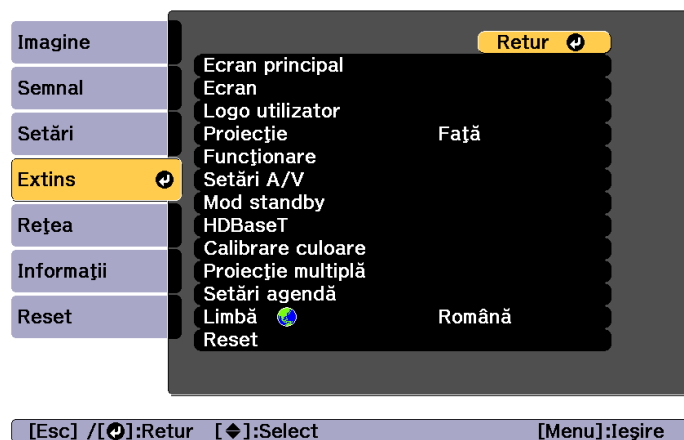 Imagine
Semnal
Setări
Extins
Reţea
Informaţii
Reset
Retur
Ecran principal
Ecran
Logo utilizator
Proiecţie Faţă
Funcţionare
Setări A/V
Mod standby
HDBaseT
Calibrare culoare
Proiecţie multiplă
Setări agendă
Limbă Română
Reset
[Esc] /[⏎]:Retur [◆]:Select [Menu]:Ieşire